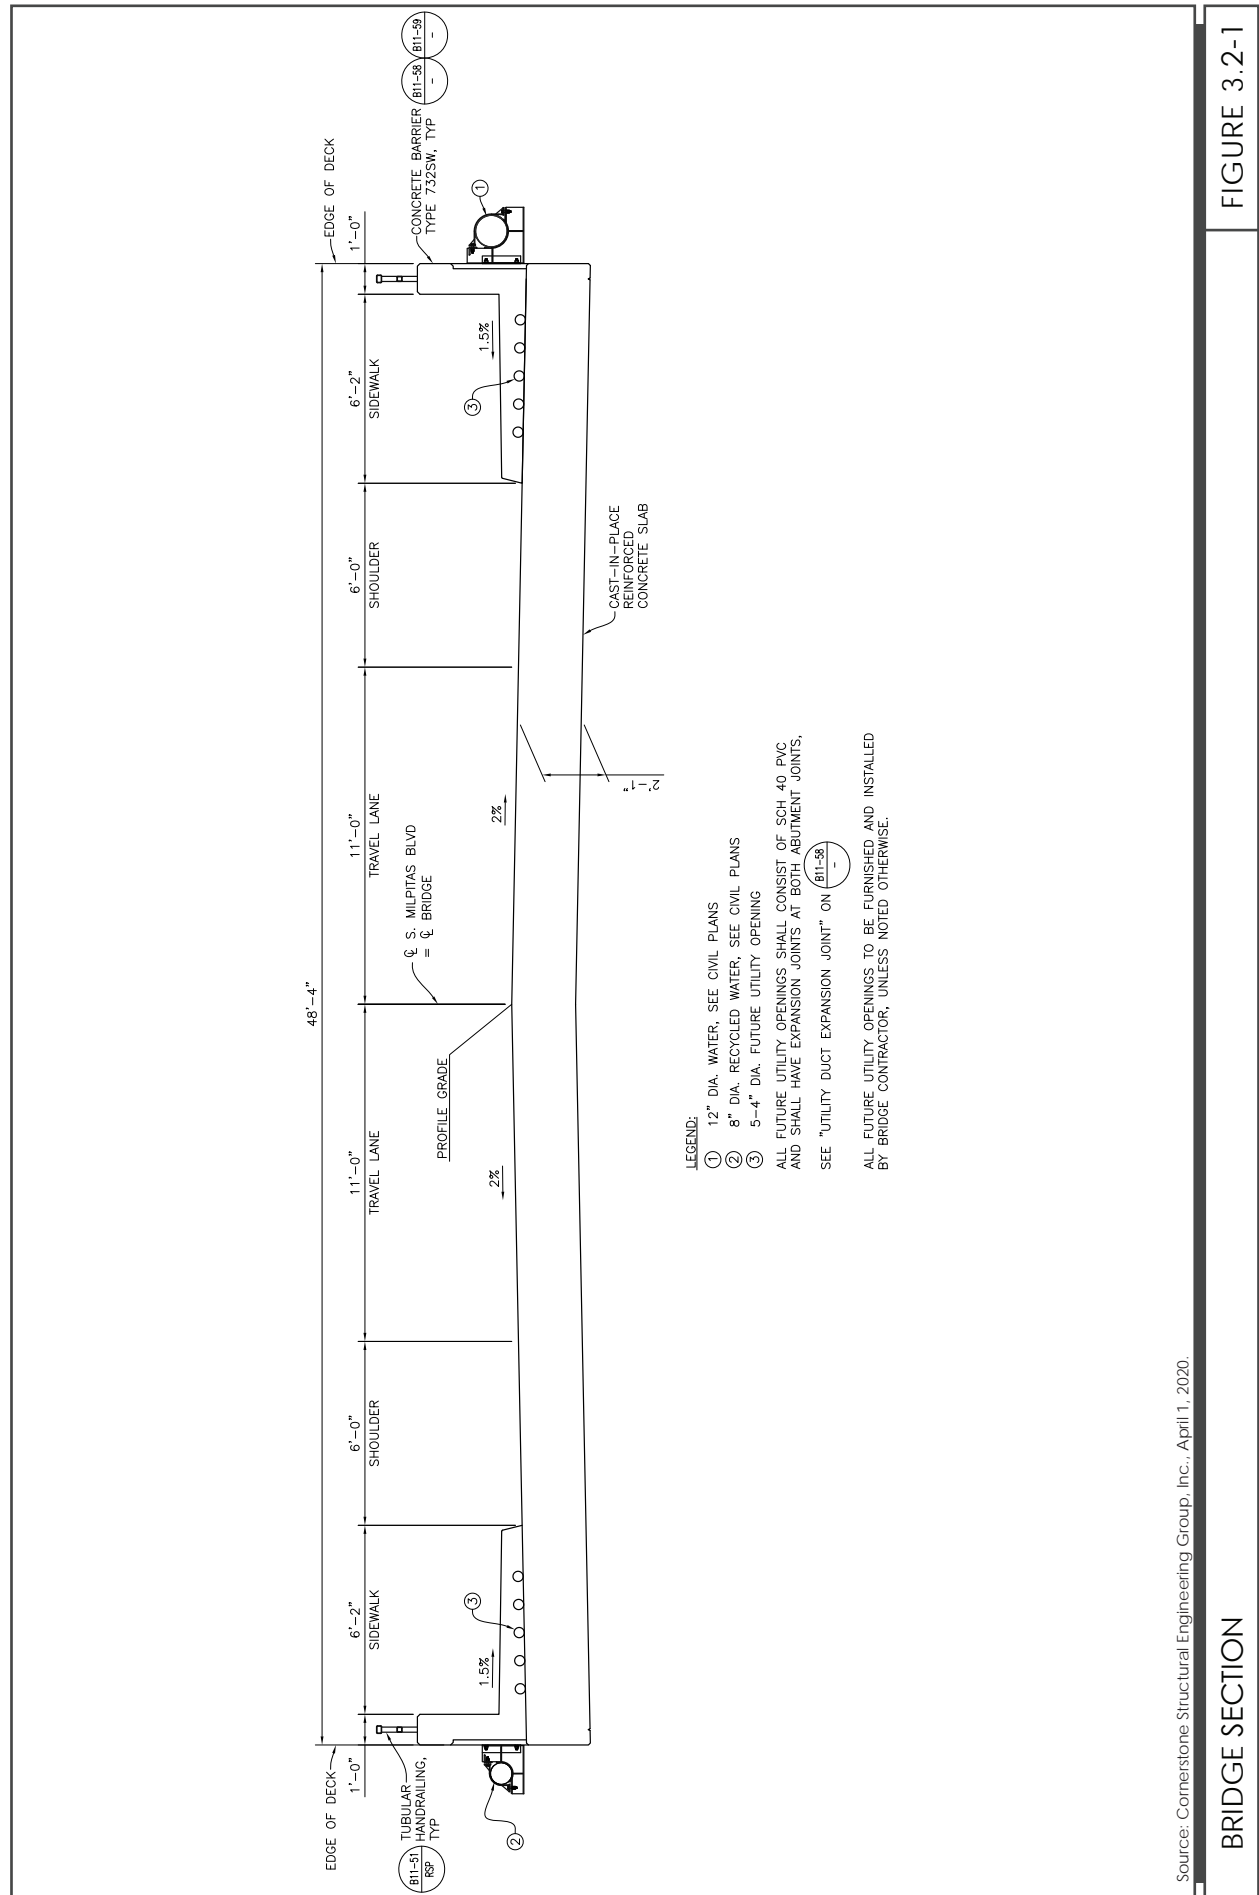 48'-4"
EDGE OF DECK
EDGE OF DECK
1'-0"
6'-2"
SIDEWALK
6'-0"
SHOULDER
11'-0"
TRAVEL LANE
11'-0"
TRAVEL LANE
6'-0"
SHOULDER
6'-2"
SIDEWALK
1'-0"
B11-51
RSP
TUBULAR
HANDRAILING,
TYP
℄ S. MILPITAS BLVD
= ℄ BRIDGE
PROFILE GRADE
CONCRETE BARRIER
TYPE 732SW, TYP
B11-58
-
B11-59
-
2
1.5%
3
2%
2%
3
1.5%
1
2'-1"
CAST-IN-PLACE
REINFORCED
CONCRETE SLAB
LEGEND:
1 12" DIA. WATER, SEE CIVIL PLANS
2 8" DIA. RECYCLED WATER, SEE CIVIL PLANS
3 5-4" DIA. FUTURE UTILITY OPENING
ALL FUTURE UTILITY OPENINGS SHALL CONSIST OF SCH 40 PVC
AND SHALL HAVE EXPANSION JOINTS AT BOTH ABUTMENT JOINTS,
SEE "UTILITY DUCT EXPANSION JOINT" ON B11-58
-
ALL FUTURE UTILITY OPENINGS TO BE FURNISHED AND INSTALLED
BY BRIDGE CONTRACTOR, UNLESS NOTED OTHERWISE.
Source: Cornerstone Structural Engineering Group, Inc., April 1, 2020.
BRIDGE SECTION
FIGURE 3.2-1